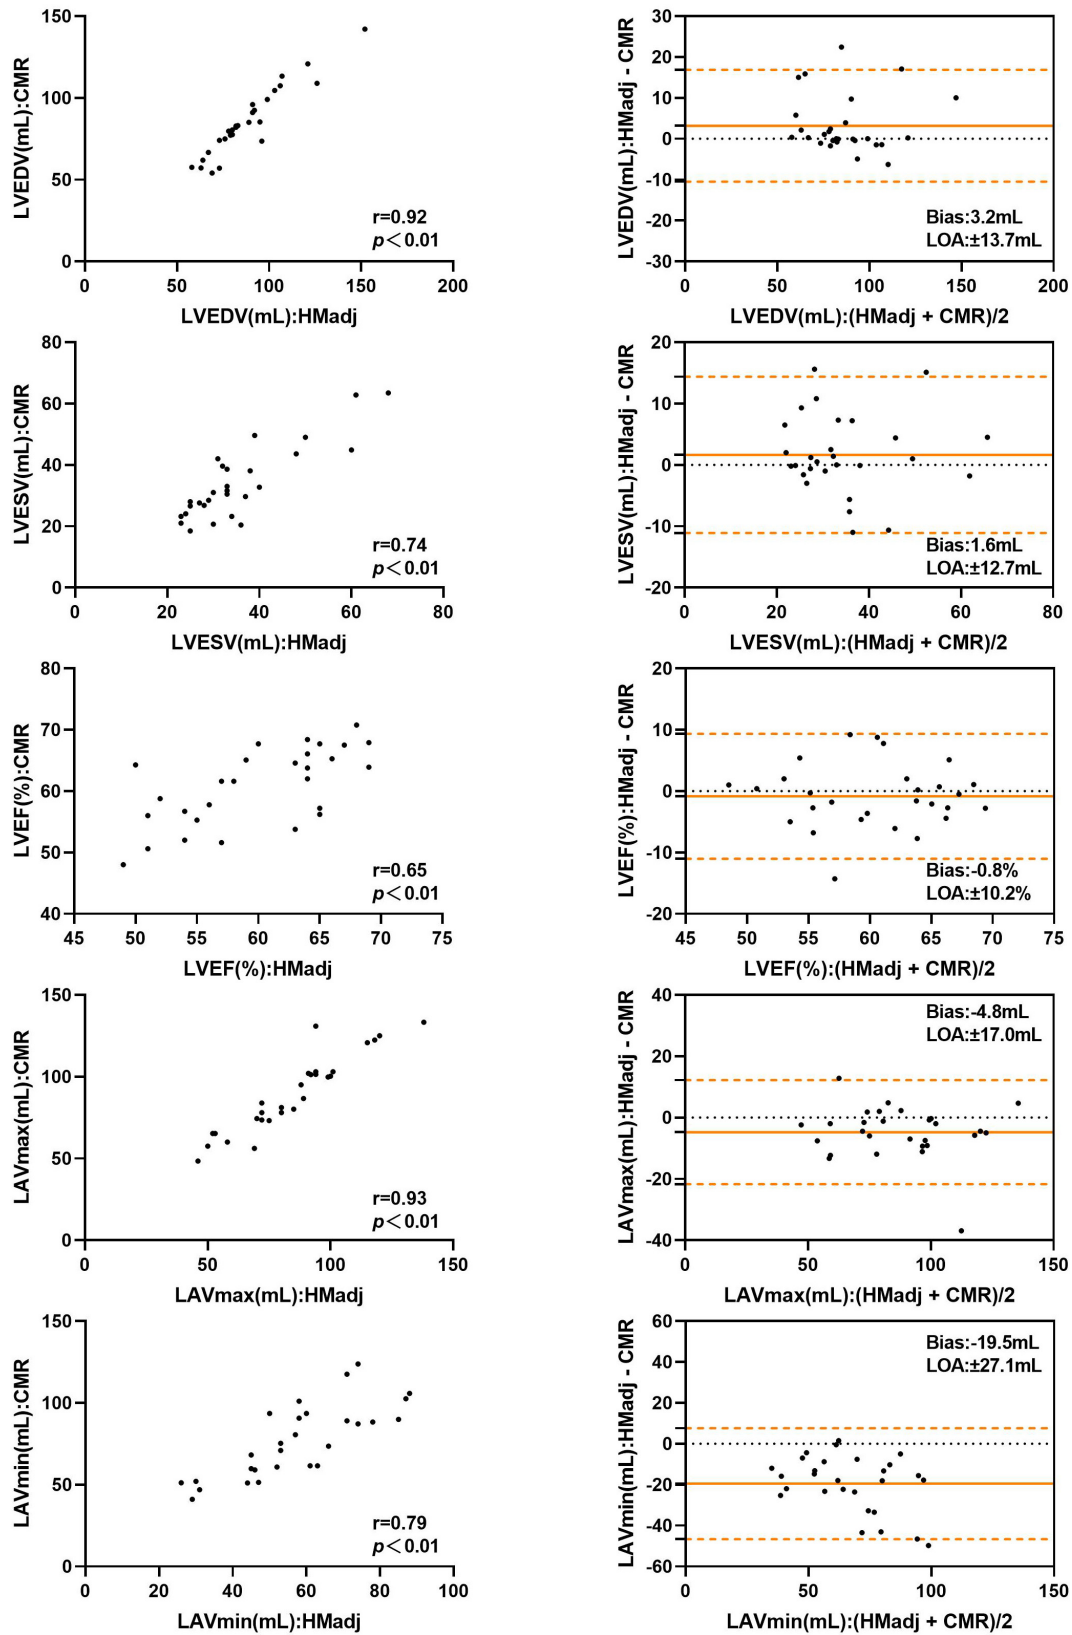 LVEDV(mL):CMR
150
100
50
0
r=0.92
p＜0.01
0 50 100 150 200
LVEDV(mL):HMadj
LVEDV(mL):HMadj - CMR
30
20
10
0
-10
-20
-30
Bias:3.2mL
LOA:±13.7mL
0 50 100 150 200
LVEDV(mL):(HMadj + CMR)/2
LVESV(mL):CMR
80
60
40
20
0
r=0.74
p＜0.01
0 20 40 60 80
LVESV(mL):HMadj
LVESV(mL):HMadj - CMR
20
10
0
-10
-20
Bias:1.6mL
LOA:±12.7mL
0 20 40 60 80
LVESV(mL):(HMadj + CMR)/2
LVEF(%):CMR
80
70
60
50
40
r=0.65
p＜0.01
45 50 55 60 65 70 75
LVEF(%):HMadj
LVEF(%):HMadj - CMR
20
10
0
-10
-20
Bias:-0.8%
LOA:±10.2%
45 50 55 60 65 70 75
LVEF(%):(HMadj + CMR)/2
LAVmax(mL):CMR
150
100
50
0
r=0.93
p＜0.01
0 50 100 150
LAVmax(mL):HMadj
LAVmax(mL):HMadj - CMR
40
20
0
-20
-40
Bias:-4.8mL
LOA:±17.0mL
0 50 100 150
LAVmax(mL):(HMadj + CMR)/2
LAVmin(mL):CMR
150
100
50
0
r=0.79
p＜0.01
0 20 40 60 80 100
LAVmin(mL):HMadj
LAVmin(mL):HMadj - CMR
60
40
20
0
-20
-40
-60
Bias:-19.5mL
LOA:±27.1mL
0 50 100 150
LAVmin(mL):(HMadj + CMR)/2